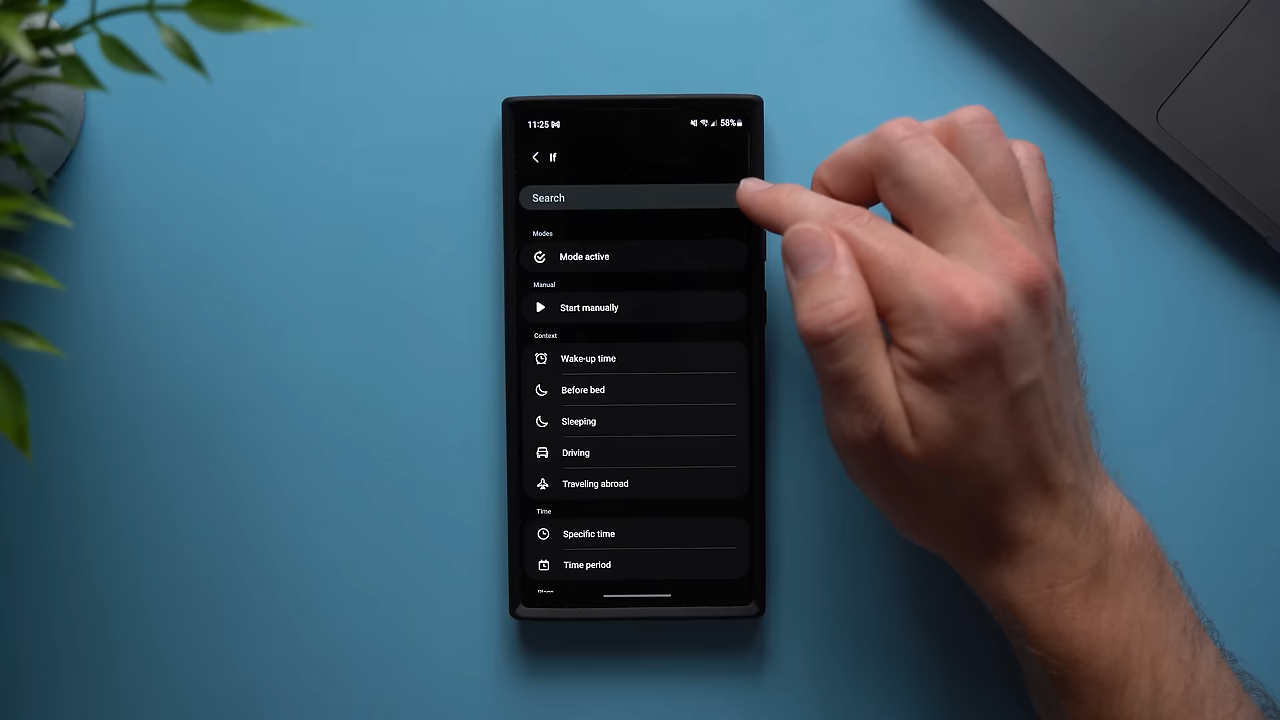 11:25
58%
If
Search
Modes
Mode active
Manual
Start manually
Context
Wake-up time
Before bed
Sleeping
Driving
Traveling abroad
Time
Specific time
Time period